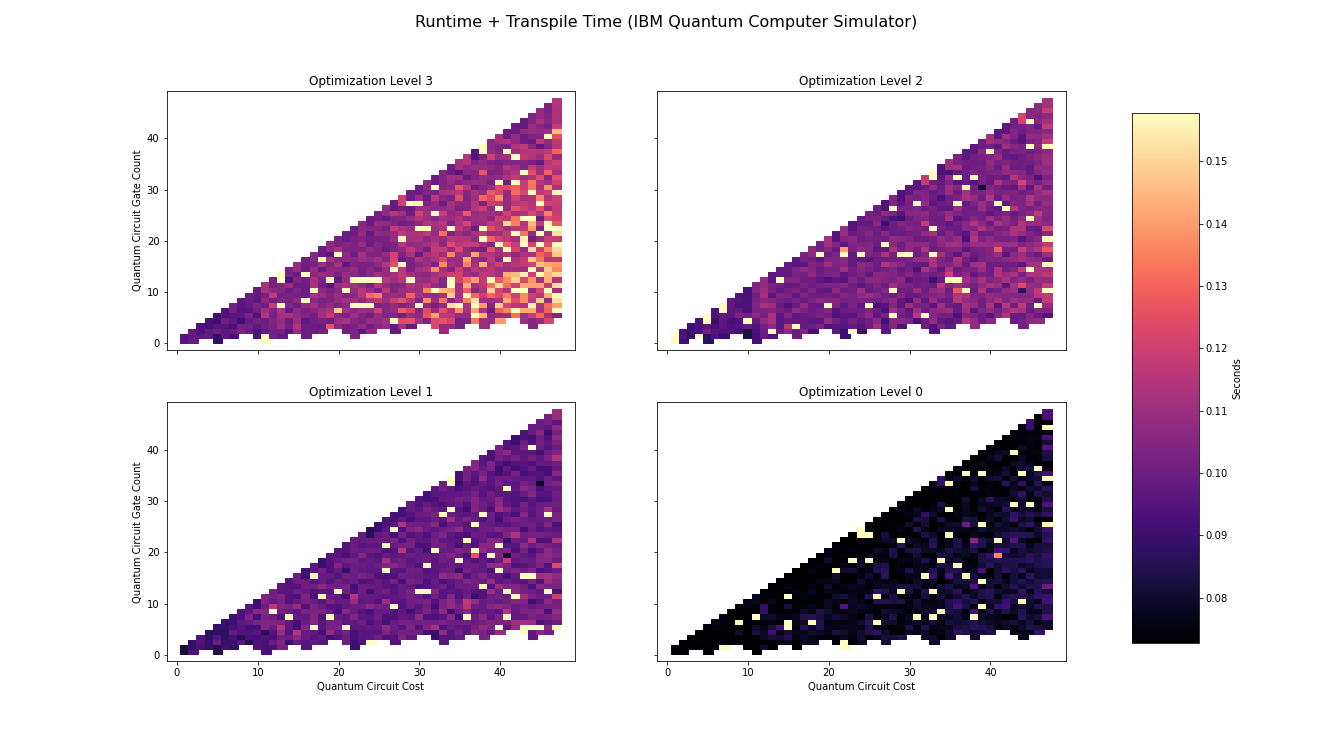 Runtime + Transpile Time (IBM Quantum Computer Simulator)
Optimization Level 3
Quantum Circuit Gate Count
40
30
20
10
0
Optimization Level 2
Optimization Level 1
Quantum Circuit Gate Count
40
30
20
10
0
0 10 20 30 40
Quantum Circuit Cost
Optimization Level 0
0 10 20 30 40
Quantum Circuit Cost
0.15
0.14
0.13
0.12
0.11
0.10
0.09
0.08
Seconds